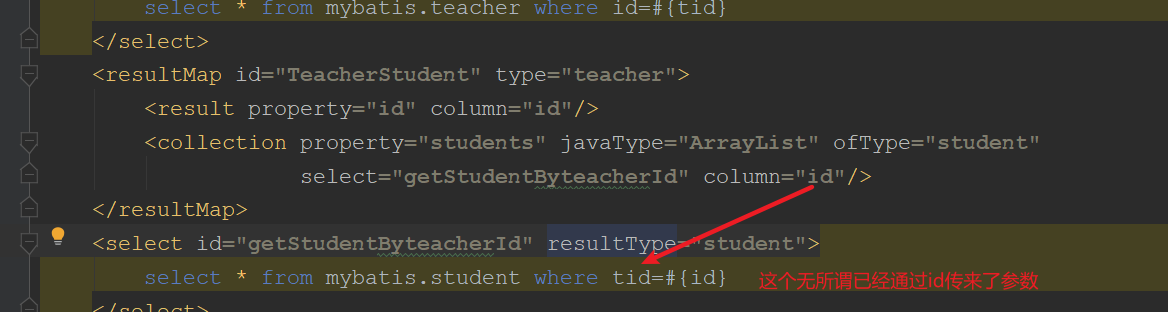 select * from mybatis.teacher where id=#{tid}
</select>
<resultMap id="TeacherStudent" type="teacher">
<result property="id" column="id"/>
<collection property="students" javaType="ArrayList" ofType="student"
select="getStudentByteacherId" column="id"/>
</resultMap>
<select id="getStudentByteacherId" resultType="student">
select * from mybatis.student where tid=#{id} 这个无所谓已经通过id传来了参数
</select>